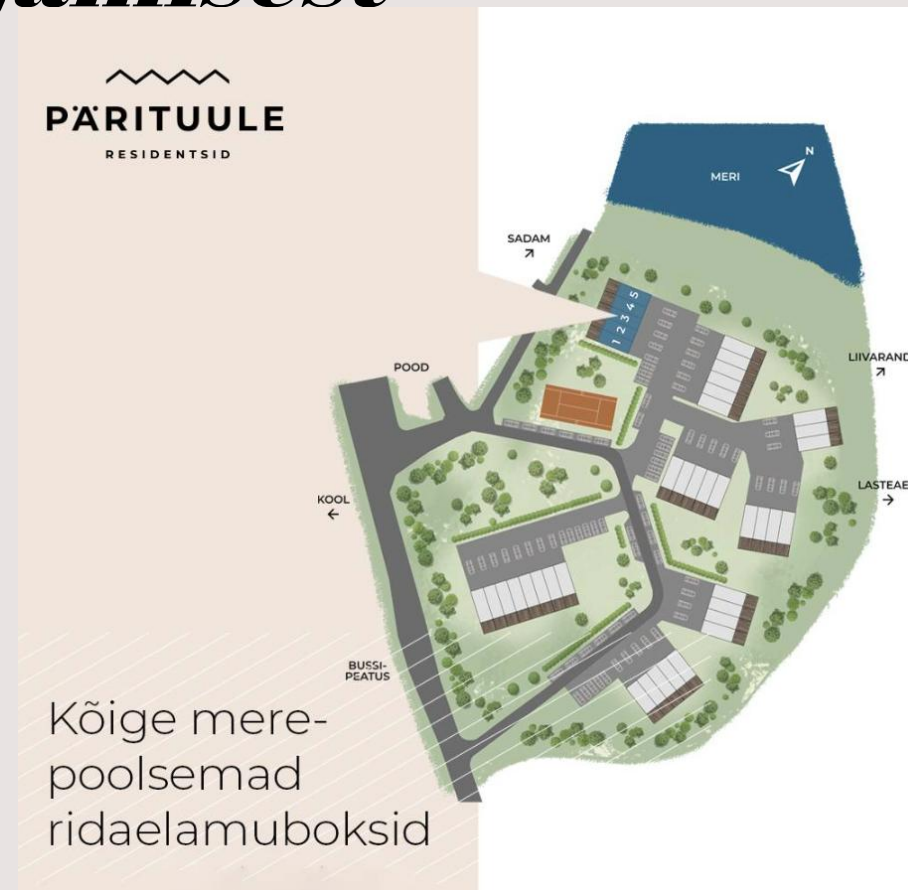 PÄRITUULE
RESIDENTSID
N
MERI
SADAM
1 2 3 4 5
LIIVARAND
POOD
LASTEAE
KOOL
BUSSI-
PEATUS
Kõige mere-
poolsemad
ridaelamuboksid